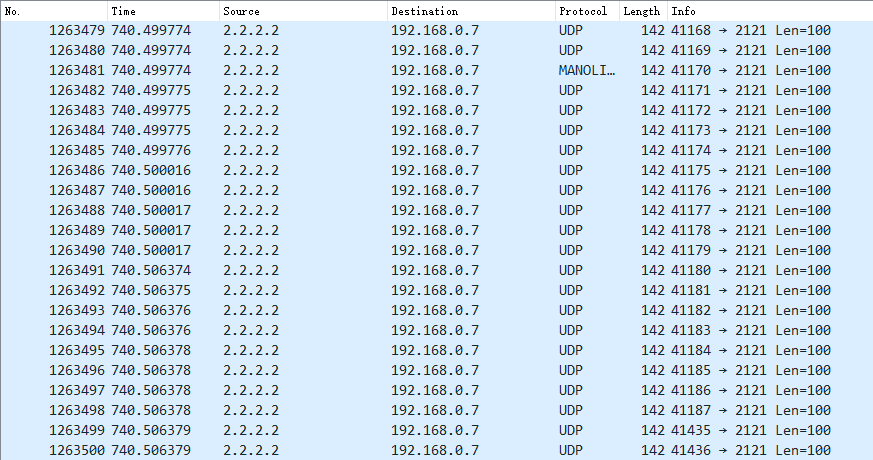 No. Time Source Destination Protocol Length Info
1263479 740.499774 2.2.2.2 192.168.0.7 UDP 142 41168 → 2121 Len=100
1263480 740.499774 2.2.2.2 192.168.0.7 UDP 142 41169 → 2121 Len=100
1263481 740.499774 2.2.2.2 192.168.0.7 MANOLI… 142 41170 → 2121 Len=100
1263482 740.499775 2.2.2.2 192.168.0.7 UDP 142 41171 → 2121 Len=100
1263483 740.499775 2.2.2.2 192.168.0.7 UDP 142 41172 → 2121 Len=100
1263484 740.499775 2.2.2.2 192.168.0.7 UDP 142 41173 → 2121 Len=100
1263485 740.499776 2.2.2.2 192.168.0.7 UDP 142 41174 → 2121 Len=100
1263486 740.500016 2.2.2.2 192.168.0.7 UDP 142 41175 → 2121 Len=100
1263487 740.500016 2.2.2.2 192.168.0.7 UDP 142 41176 → 2121 Len=100
1263488 740.500017 2.2.2.2 192.168.0.7 UDP 142 41177 → 2121 Len=100
1263489 740.500017 2.2.2.2 192.168.0.7 UDP 142 41178 → 2121 Len=100
1263490 740.500017 2.2.2.2 192.168.0.7 UDP 142 41179 → 2121 Len=100
1263491 740.506374 2.2.2.2 192.168.0.7 UDP 142 41180 → 2121 Len=100
1263492 740.506375 2.2.2.2 192.168.0.7 UDP 142 41181 → 2121 Len=100
1263493 740.506376 2.2.2.2 192.168.0.7 UDP 142 41182 → 2121 Len=100
1263494 740.506376 2.2.2.2 192.168.0.7 UDP 142 41183 → 2121 Len=100
1263495 740.506378 2.2.2.2 192.168.0.7 UDP 142 41184 → 2121 Len=100
1263496 740.506378 2.2.2.2 192.168.0.7 UDP 142 41185 → 2121 Len=100
1263497 740.506378 2.2.2.2 192.168.0.7 UDP 142 41186 → 2121 Len=100
1263498 740.506378 2.2.2.2 192.168.0.7 UDP 142 41187 → 2121 Len=100
1263499 740.506379 2.2.2.2 192.168.0.7 UDP 142 41435 → 2121 Len=100
1263500 740.506379 2.2.2.2 192.168.0.7 UDP 142 41436 → 2121 Len=100